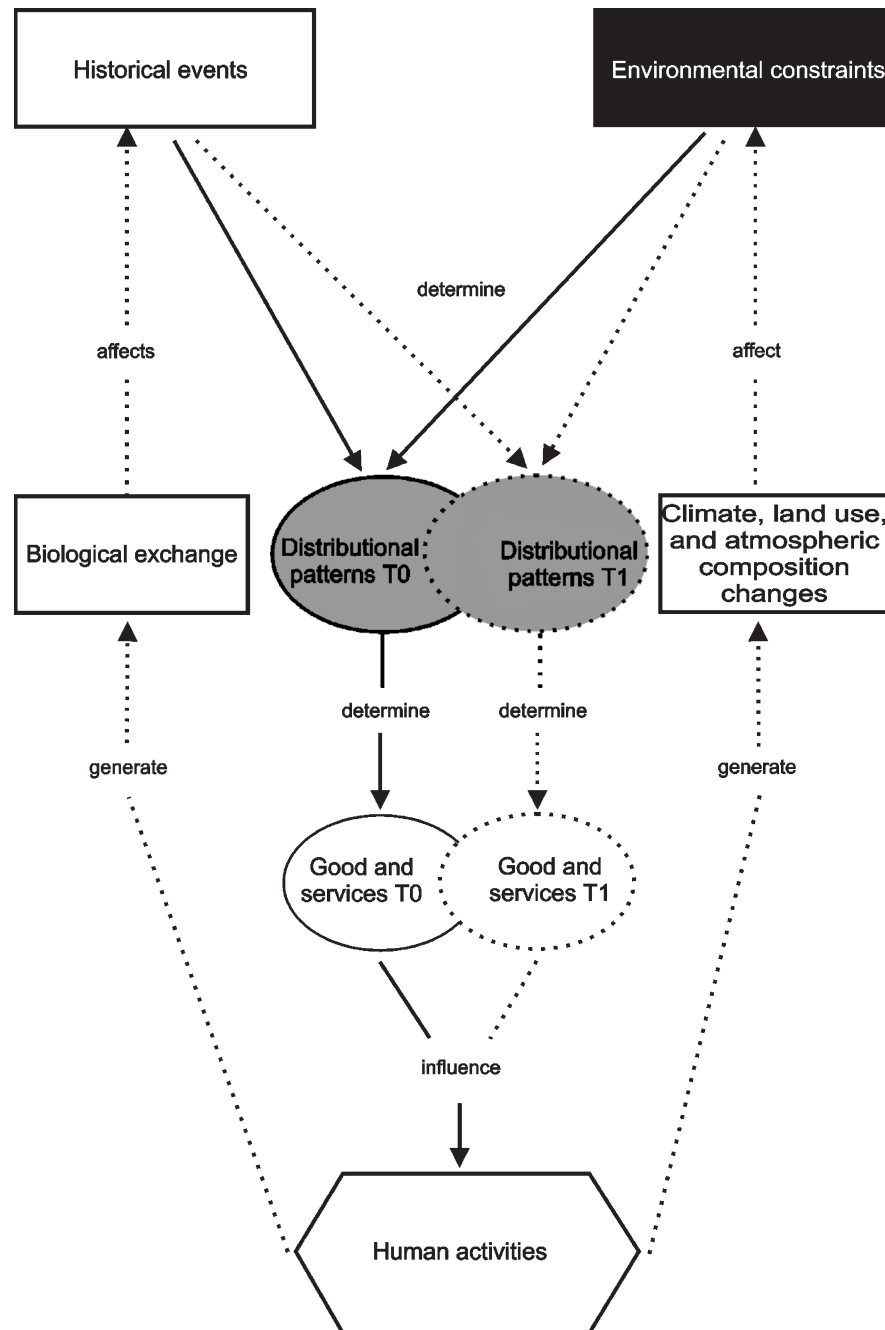 Historical events
Environmental constraints
determine
affects
affect
Biological exchange
Distributional
patterns T0
Distributional
patterns T1
Climate, land use,
and atmospheric
composition
changes
determine
determine
generate
generate
Good and
services T0
Good and
services T1
influence
Human activities